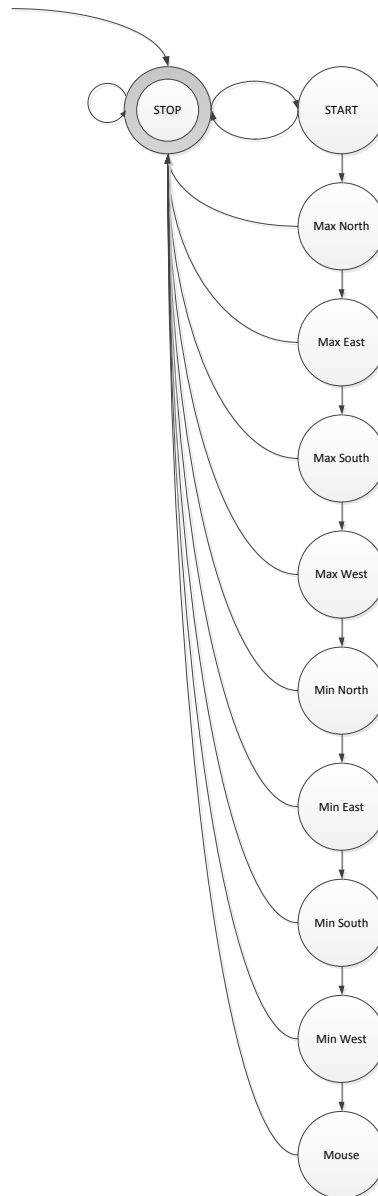 STOP
START
Max North
Max East
Max South
Max West
Min North
Min East
Min South
Min West
Mouse